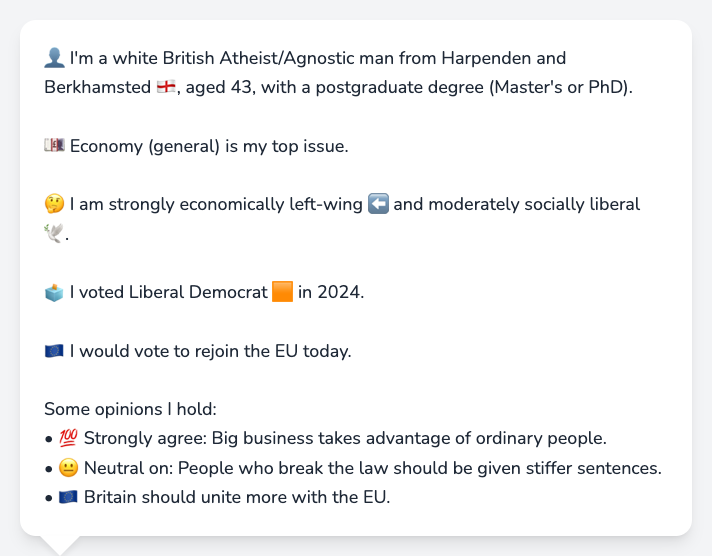 👤 I'm a white British Atheist/Agnostic man from Harpenden and
Berkhamsted 🏴󠁧󠁢󠁥󠁮󠁧󠁿, aged 43, with a postgraduate degree (Master's or PhD).
💷 Economy (general) is my top issue.
🤔 I am strongly economically left-wing ⬅️ and moderately socially liberal
🕊️.
🗳️ I voted Liberal Democrat 🟧 in 2024.
🇪🇺 I would vote to rejoin the EU today.
Some opinions I hold:
• 💯 Strongly agree: Big business takes advantage of ordinary people.
• 😐 Neutral on: People who break the law should be given stiffer sentences.
• 🇪🇺 Britain should unite more with the EU.